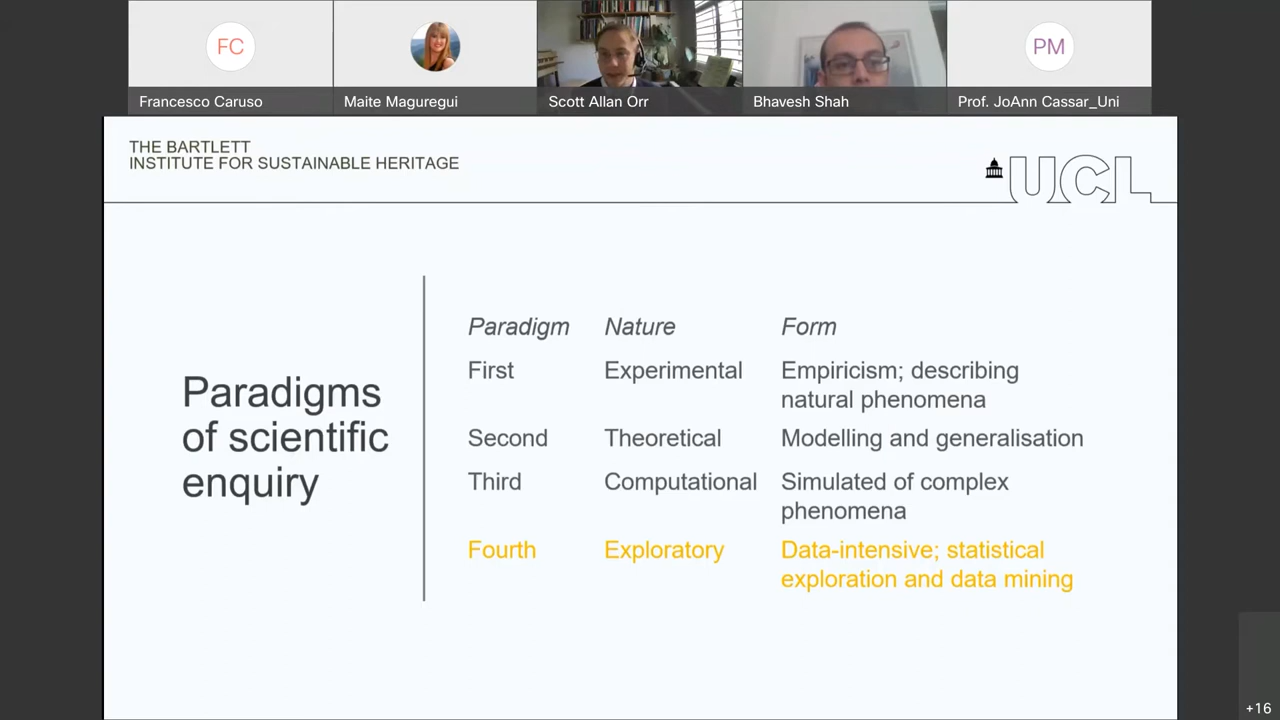 FC
PM
Francesco Caruso
Maite Maguregui
Scott Allan Orr
Bhavesh Shah
Prof. JoAnn Cassar_Uni
THE BARTLETT
INSTITUTE FOR SUSTAINABLE HERITAGE
UCL
Paradigms
of scientific
enquiry
Paradigm Nature Form
First Experimental Empiricism; describing
natural phenomena
Second Theoretical Modelling and generalisation
Third Computational Simulated of complex
phenomena
Fourth Exploratory Data-intensive; statistical
exploration and data mining
+16